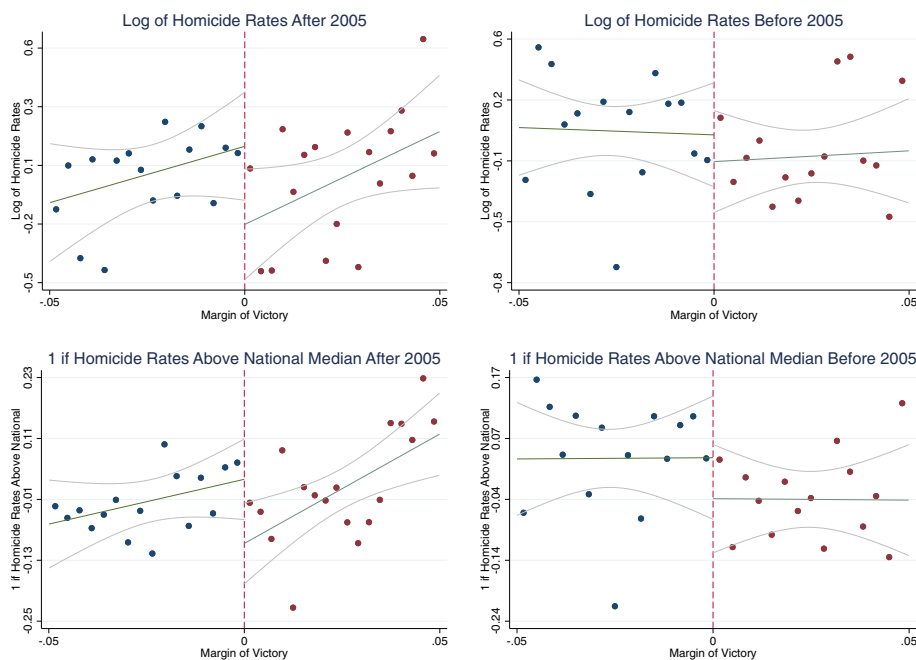 Log of Homicide Rates After 2005
Log of Homicide Rates
0.6
0.3
0.1
-0.2
-0.5
-0.05
0
.05
Margin of Victory
Log of Homicide Rates Before 2005
Log of Homicide Rates
0.6
0.2
-0.1
-0.5
-0.8
-.05
0
.05
Margin of Victory
1 if Homicide Rates Above National Median After 2005
1 if Homicide Rates Above National
0.23
0.11
-0.01
-0.13
-0.25
-.05
0
.05
Margin of Victory
1 if Homicide Rates Above National Median Before 2005
1 if Homicide Rates Above National
0.17
0.07
-0.04
-0.14
-0.24
-.05
0
.05
Margin of Victory